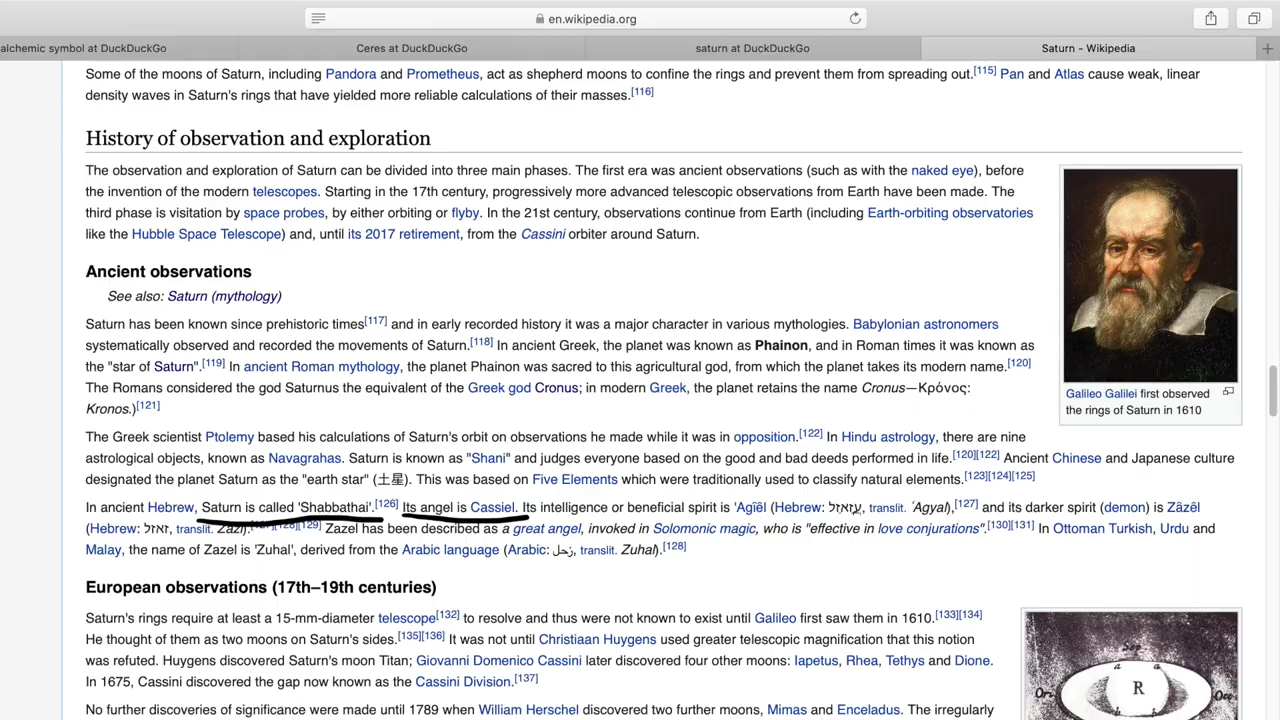 en.wikipedia.org
alchemic symbol at DuckDuckGo
Ceres at DuckDuckGo
saturn at DuckDuckGo
Saturn - Wikipedia
Some of the moons of Saturn, including Pandora and Prometheus, act as shepherd moons to confine the rings and prevent them from spreading out.[115] Pan and Atlas cause weak, linear
density waves in Saturn's rings that have yielded more reliable calculations of their masses.[116]
History of observation and exploration
The observation and exploration of Saturn can be divided into three main phases. The first era was ancient observations (such as with the naked eye), before
the invention of the modern telescopes. Starting in the 17th century, progressively more advanced telescopic observations from Earth have been made. The
third phase is visitation by space probes, by either orbiting or flyby. In the 21st century, observations continue from Earth (including Earth-orbiting observatories
like the Hubble Space Telescope) and, until its 2017 retirement, from the Cassini orbiter around Saturn.
Ancient observations
See also: Saturn (mythology)
Saturn has been known since prehistoric times[117] and in early recorded history it was a major character in various mythologies. Babylonian astronomers
systematically observed and recorded the movements of Saturn.[118] In ancient Greek, the planet was known as Phainon, and in Roman times it was known as
the "star of Saturn".[119] In ancient Roman mythology, the planet Phainon was sacred to this agricultural god, from which the planet takes its modern name.[120]
The Romans considered the god Saturnus the equivalent of the Greek god Cronus; in modern Greek, the planet retains the name Cronus—Κρόνος:
Kronos.)[121]
Galileo Galilei first observed
the rings of Saturn in 1610
The Greek scientist Ptolemy based his calculations of Saturn's orbit on observations he made while it was in opposition.[122] In Hindu astrology, there are nine
astrological objects, known as Navagrahas. Saturn is known as "Shani" and judges everyone based on the good and bad deeds performed in life.[120][122] Ancient Chinese and Japanese culture
designated the planet Saturn as the "earth star" (土星). This was based on Five Elements which were traditionally used to classify natural elements.[123][124][125]
In ancient Hebrew, Saturn is called 'Shabbathai'.[126] Its angel is Cassiel. Its intelligence or beneficial spirit is 'Agîêl (Hebrew: translit. ʿAgyal),[127] and its darker spirit (demon) is Zâzêl
(Hebrew: זאזל, translit. Zazl).[128][129] Zazel has been described as a great angel, invoked in Solomonic magic, who is "effective in love conjurations".[130][131] In Ottoman Turkish, Urdu and
Malay, the name of Zazel is 'Zuhal', derived from the Arabic language (Arabic: زحل, translit. Zuhal).[128]
European observations (17th–19th centuries)
Saturn's rings require at least a 15-mm-diameter telescope[132] to resolve and thus were not known to exist until Galileo first saw them in 1610.[133][134]
He thought of them as two moons on Saturn's sides.[135][136] It was not until Christiaan Huygens used greater telescopic magnification that this notion
was refuted. Huygens discovered Saturn's moon Titan; Giovanni Domenico Cassini later discovered four other moons: Iapetus, Rhea, Tethys and Dione.
In 1675, Cassini discovered the gap now known as the Cassini Division.[137]
No further discoveries of significance were made until 1789 when William Herschel discovered two further moons, Mimas and Enceladus. The irregularly
a a
Ori
R